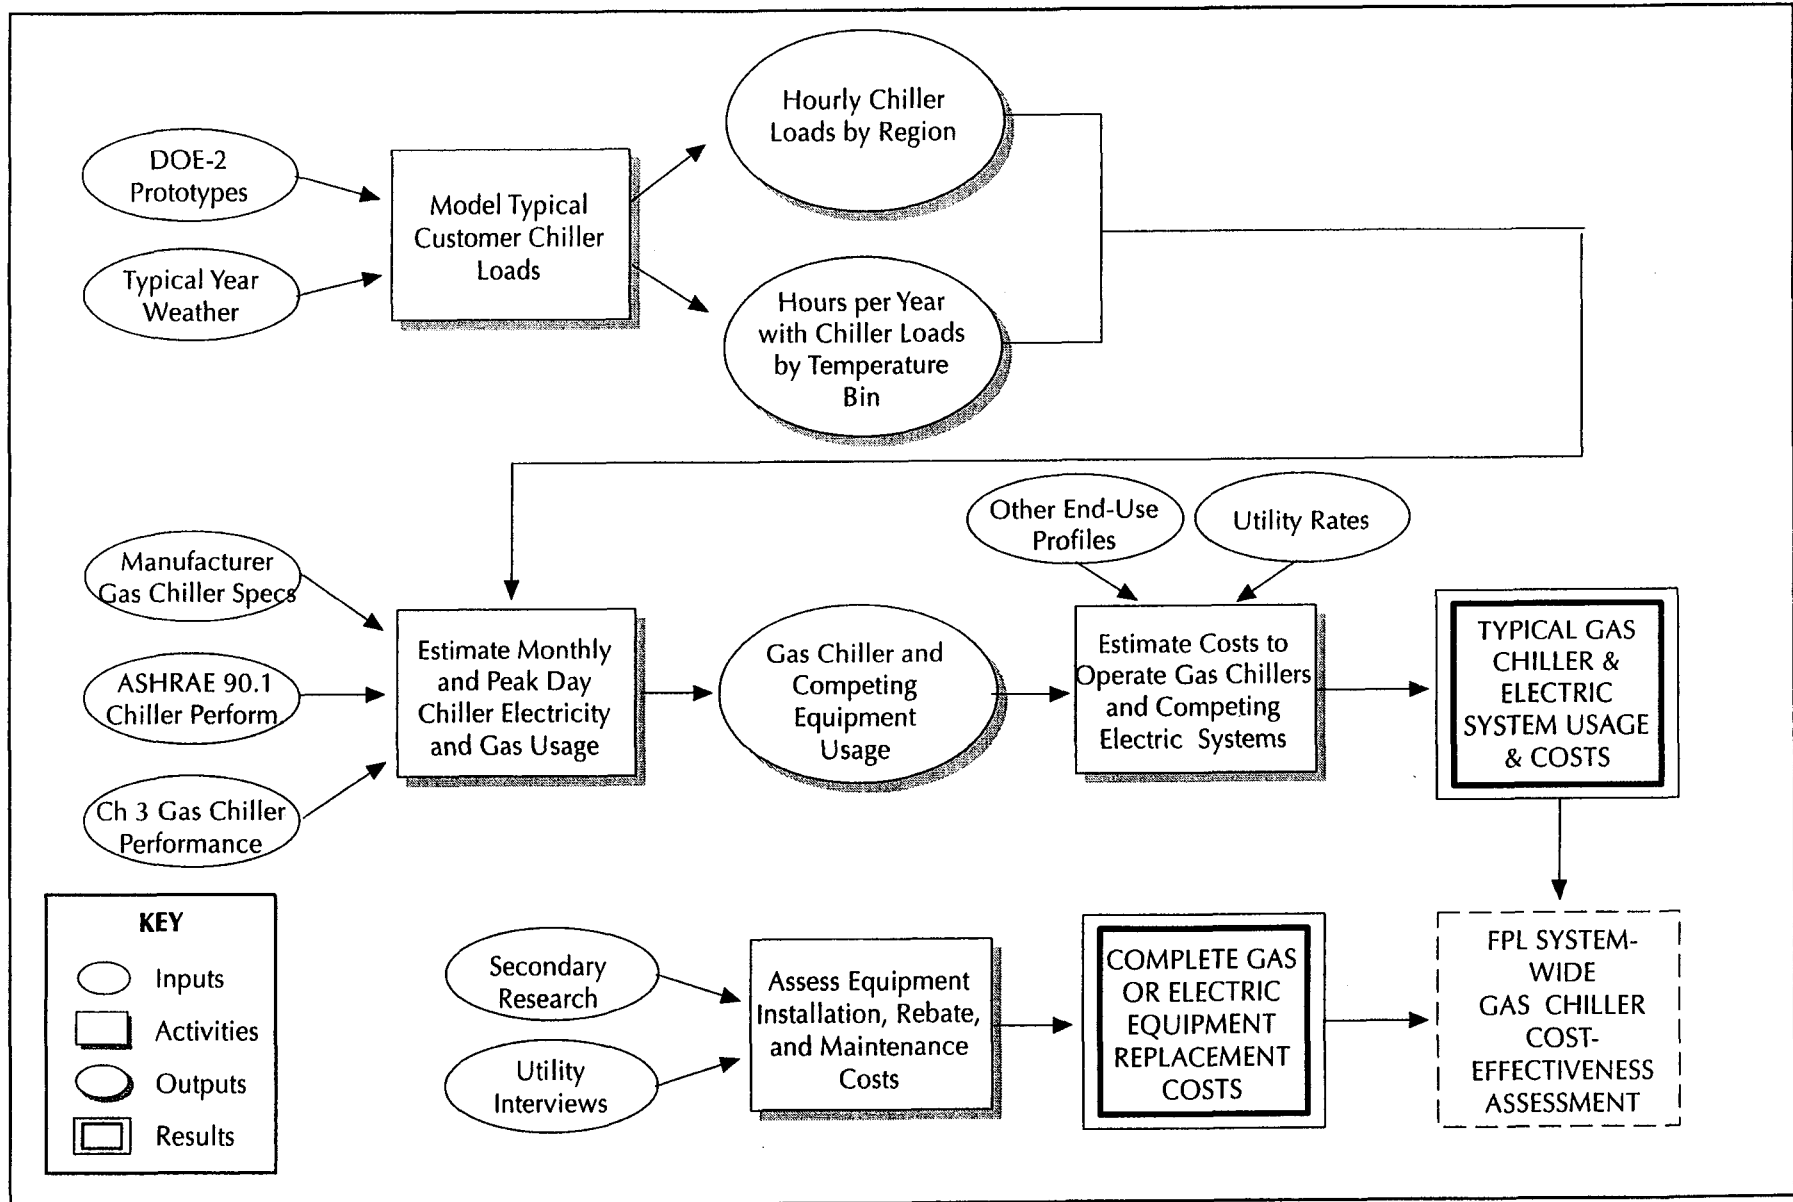 Hourly Chiller
Loads by Region
DOE-2
Prototypes
Model Typical
Customer Chiller
Loads
Typical Year
Weather
Hours per Year
with Chiller Loads
by Temperature
Bin
Other End-Use
Profiles
Utility Rates
Manufacturer
Gas Chiller Specs
ASHRAE 90.1
Chiller Perform
Ch 3 Gas Chiller
Performance
Estimate Monthly
and Peak Day
Chiller Electricity
and Gas Usage
Gas Chiller and
Competing
Equipment
Usage
Estimate Costs to
Operate Gas Chillers
and Competing
Electric Systems
TYPICAL GAS
CHILLER &
ELECTRIC
SYSTEM USAGE
& COSTS
KEY
Inputs
Activities
Outputs
Results
Secondary
Research
Utility
Interviews
Assess Equipment
Installation, Rebate,
and Maintenance
Costs
COMPLETE GAS
OR ELECTRIC
EQUIPMENT
REPLACEMENT
COSTS
FPL SYSTEM-
WIDE
GAS CHILLER
COST-
EFFECTIVENESS
ASSESSMENT